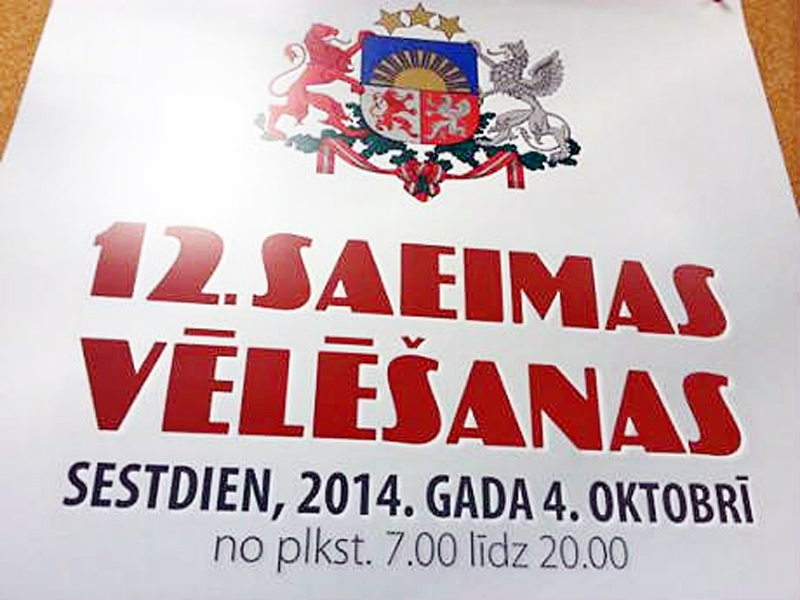 12. SAEIMAS
VĒLĒŠANAS
SESTDIEN, 2014. GADA 4. OKTOBRĪ
no plkst. 7.00 līdz 20.00